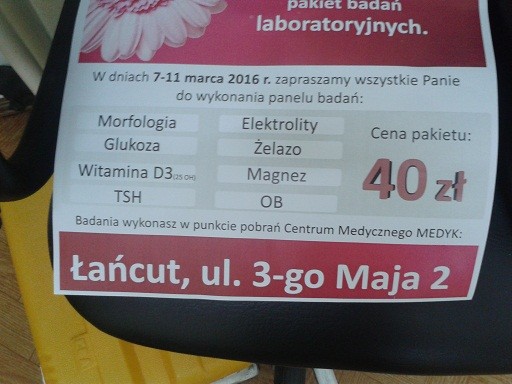 pakiet badań
laboratoryjnych.
W dniach 7-11 marca 2016 r. zapraszamy wszystkie Panie
do wykonania panelu badań:
Morfologia
Glukoza
Witamina D3(25 OH)
TSH
Elektrolity
Żelazo
Magnez
OB
Cena pakietu:
40 zł
Badania wykonasz w punkcie pobrań Centrum Medycznego MEDYK:
Łańcut, ul. 3-go Maja 2